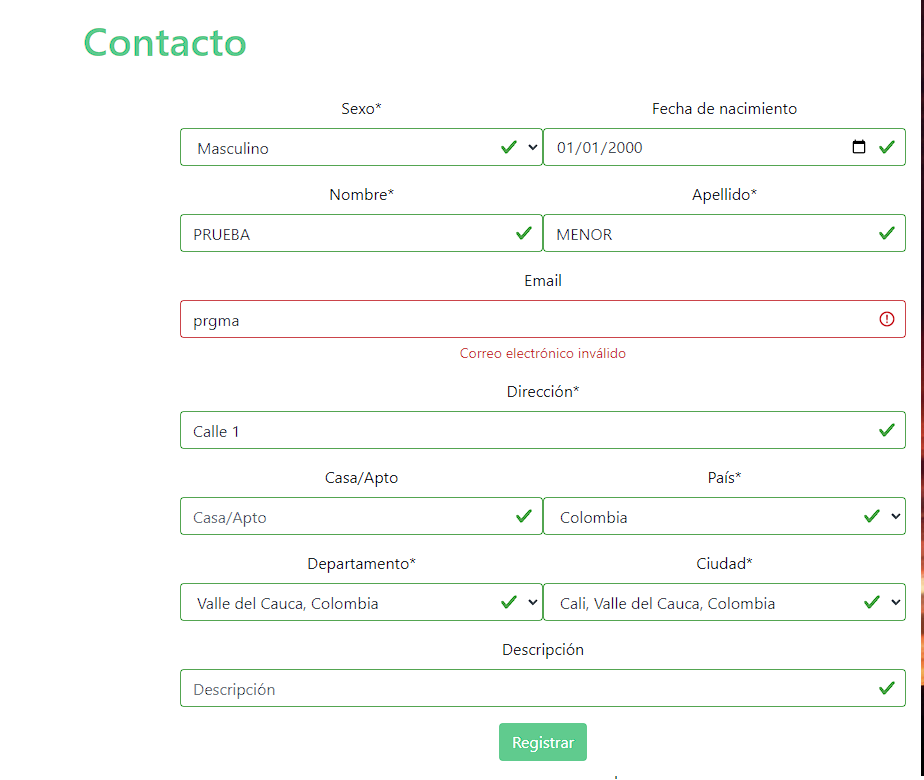 Contacto
Sexo* Fecha de nacimiento
Masculino 01/01/2000
Nombre* Apellido*
PRUEBA MENOR
Email
prgma
Correo electrónico inválido
Dirección*
Calle 1
Casa/Apto País*
Casa/Apto Colombia
Departamento* Ciudad*
Valle del Cauca, Colombia Cali, Valle del Cauca, Colombia
Descripción
Descripción
Registrar